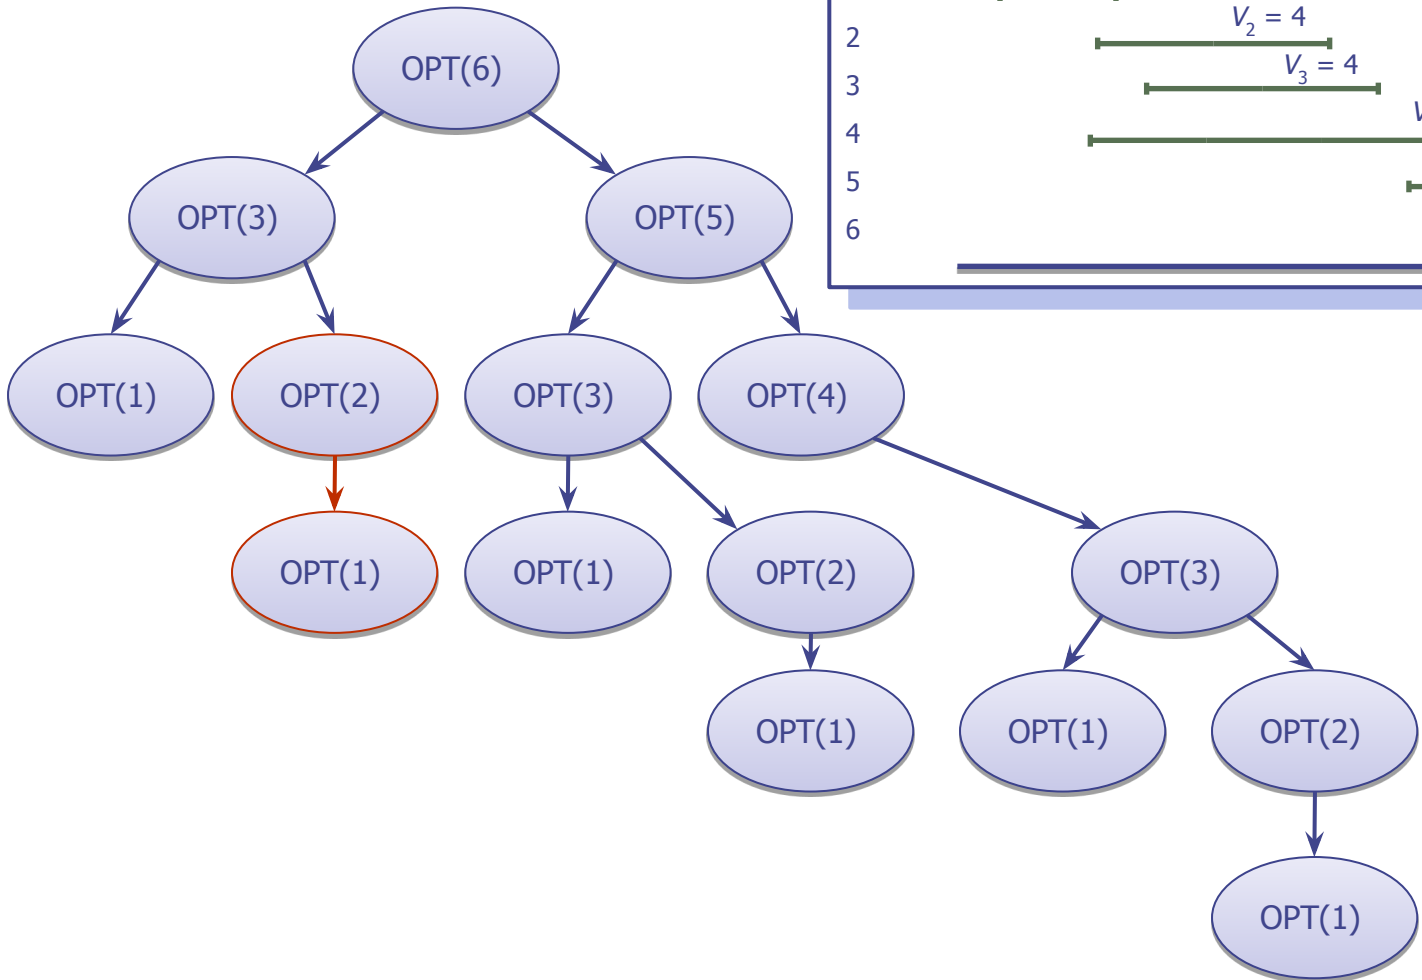 V2 = 4
2
V3 = 4
3
V
4
5
6
OPT(6)
OPT(3)
OPT(5)
OPT(1)
OPT(2)
OPT(3)
OPT(4)
OPT(1)
OPT(1)
OPT(2)
OPT(3)
OPT(1)
OPT(1)
OPT(2)
OPT(1)